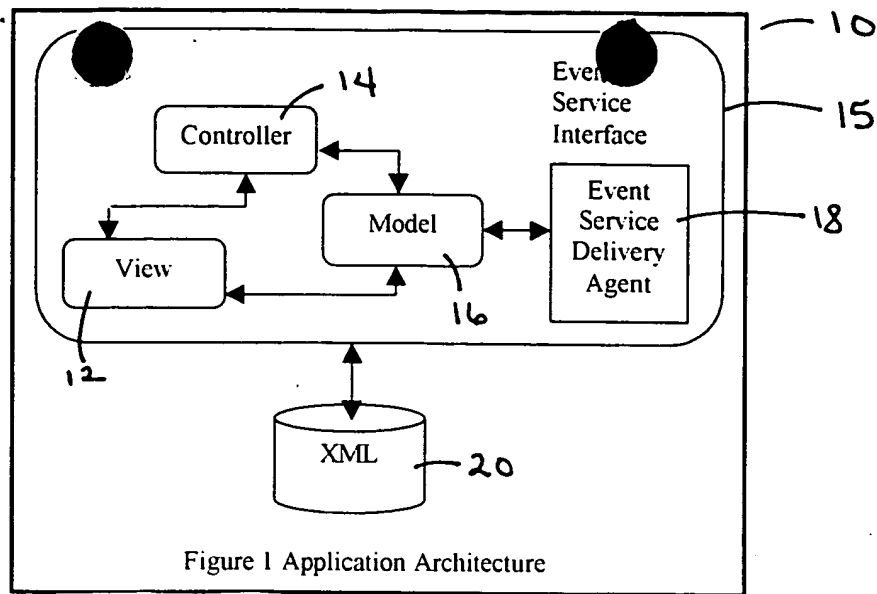 10
Service
Interface
15
14
Controller
Event
Service
Delivery
Agent
18
Model
16
View
12
XML
20
Figure 1 Application Architecture